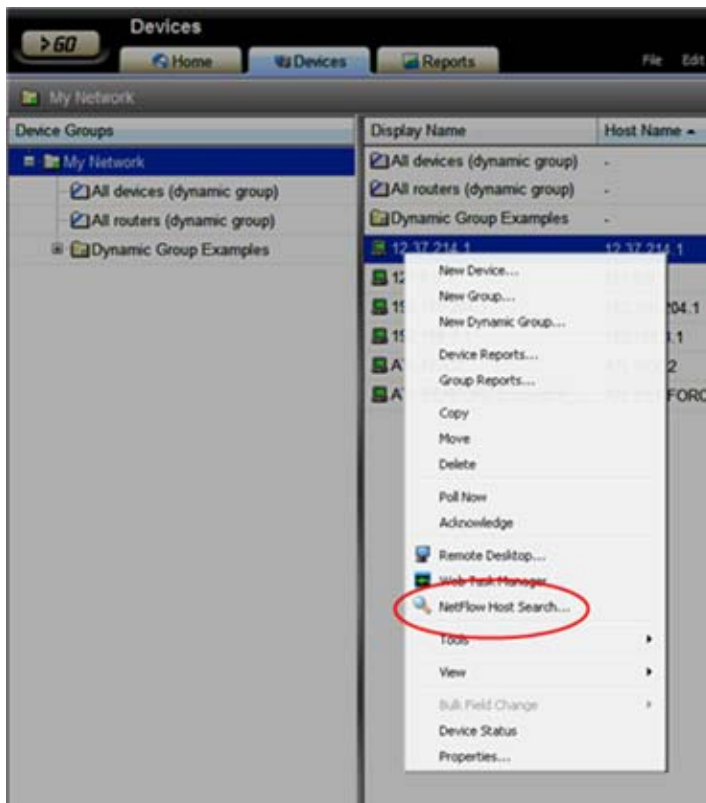 Devices
>GO
Home Devices Reports File Edit
My Network
Device Groups
My Network
All devices (dynamic group)
All routers (dynamic group)
Dynamic Group Examples
Display Name Host Name
All devices (dynamic group) -
All routers (dynamic group) -
Dynamic Group Examples -
12.37.214.1 12.37.214.1
New Device...
New Group...
New Dynamic Group...
Device Reports...
Group Reports...
Copy
Move
Delete
Poll Now
Acknowledge
Remote Desktop...
Web Task Manager
NetFlow Host Search...
Tools
View
Bulk Field Change
Device Status
Properties...